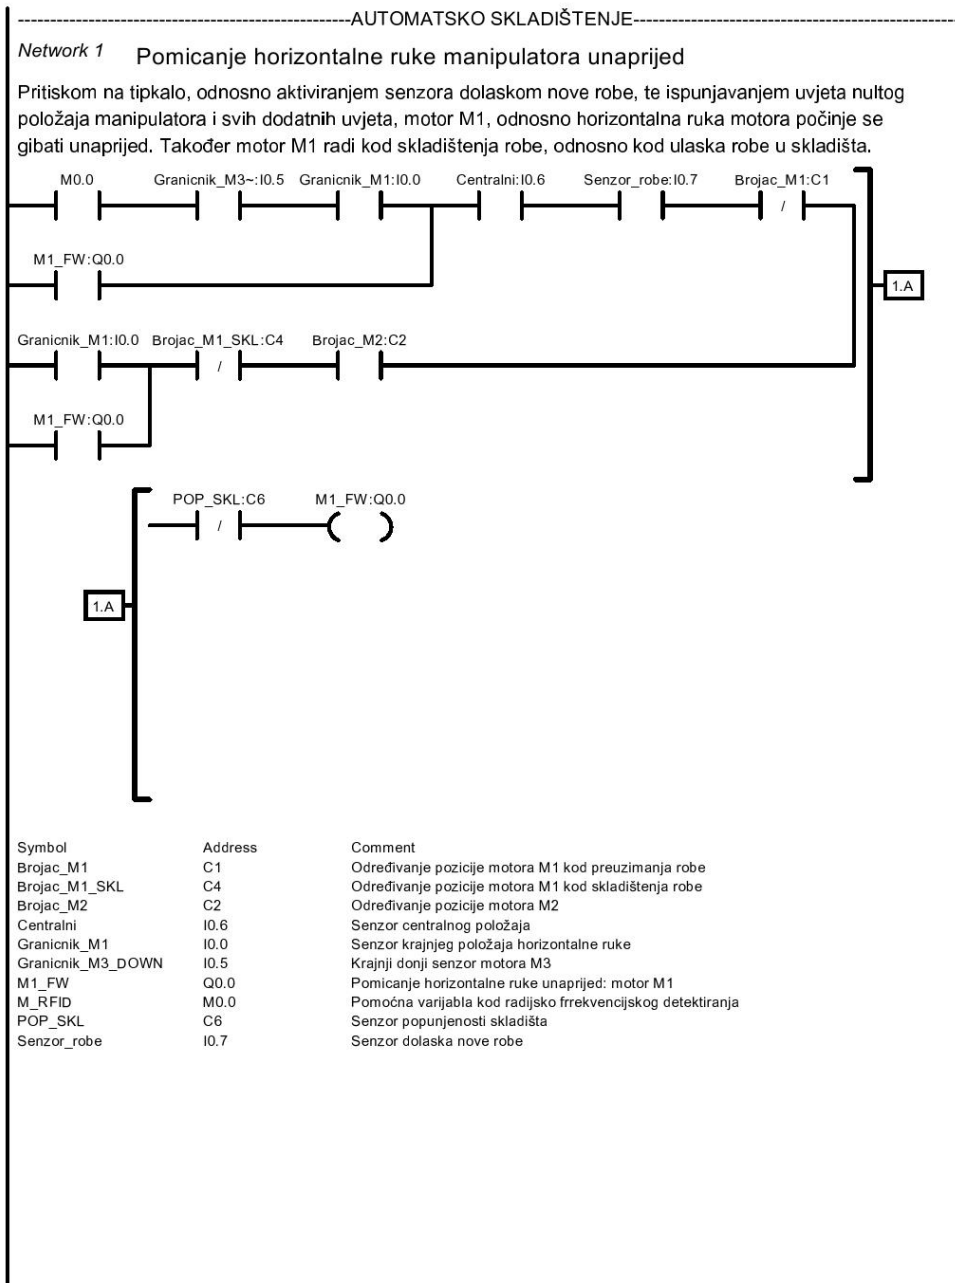 -----------------------------------------------------AUTOMATSKO SKLADIŠTENJE-----------------------------------------------------
Network 1 Pomicanje horizontalne ruke manipulatora unaprijed
Pritiskom na tipkalo, odnosno aktiviranjem senzora dolaskom nove robe, te ispunjavanjem uvjeta nultog
položaja manipulatora i svih dodatnih uvjeta, motor M1, odnosno horizontalna ruka motora počinje se
gibati unaprijed. Također motor M1 radi kod skladištenja robe, odnosno kod ulaska robe u skladišta.
M0.0 Granicnik_M3~:I0.5 Granicnik_M1:I0.0 Centralni:I0.6 Senzor_robe:I0.7 Brojac_M1:C1
/
M1_FW:Q0.0
1.A
Granicnik_M1:I0.0 Brojac_M1_SKL:C4 Brojac_M2:C2
/
M1_FW:Q0.0
POP_SKL:C6 M1_FW:Q0.0
/
1.A
Symbol Address Comment
Brojac_M1 C1 Određivanje pozicije motora M1 kod preuzimanja robe
Brojac_M1_SKL C4 Određivanje pozicije motora M1 kod skladištenja robe
Brojac_M2 C2 Određivanje pozicije motora M2
Centralni I0.6 Senzor centralnog položaja
Granicnik_M1 I0.0 Senzor krajnjeg položaja horizontalne ruke
Granicnik_M3_DOWN I0.5 Krajnji donji senzor motora M3
M1_FW Q0.0 Pomicanje horizontalne ruke unaprijed: motor M1
M_RFID M0.0 Pomoćna varijabla kod radijsko frrekvencijskog detektiranja
POP_SKL C6 Senzor popunjenosti skladišta
Senzor_robe I0.7 Senzor dolaska nove robe